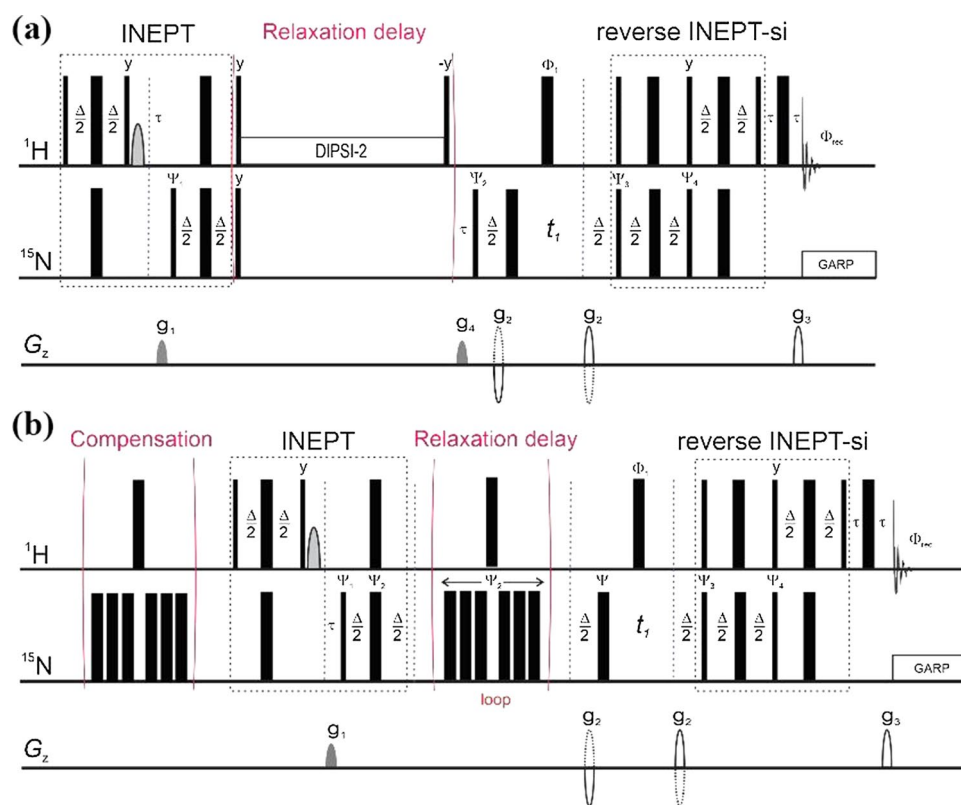 (a)
INEPT
Relaxation delay
reverse INEPT-si
y
y
-y
Φ₁
y
Δ/2 Δ/2 τ Δ/2 Δ/2 τ τ
¹H
DIPSI-2
Φrec
Ψ₁ y Ψ₂ Ψ₃ Ψ₄
¹⁵N
Δ/2 Δ/2 τ Δ/2 t₁ Δ/2 Δ/2 Δ/2
GARP
g₁ g₄ g₂ g₂ g₃
Gz
(b)
Compensation
INEPT
Relaxation delay
reverse INEPT-si
y
y
Δ/2 Δ/2 Δ/2 Δ/2 τ τ
¹H
Φrec
Ψ₁ Ψ₂ Ψ₂ Ψ Ψ₃ Ψ₄
¹⁵N
τ Δ/2 Δ/2 Δ/2 t₁ Δ/2 Δ/2 Δ/2
GARP
loop
g₁ g₂ g₂ g₃
Gz